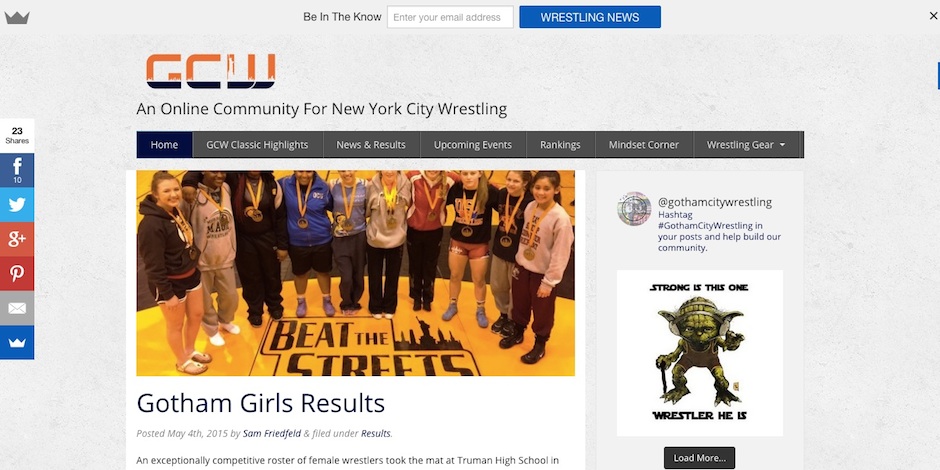 Be In The Know
Enter your email address
WRESTLING NEWS
×
GCW
An Online Community For New York City Wrestling
23
Shares
10
Home
GCW Classic Highlights
News & Results
Upcoming Events
Rankings
Mindset Corner
Wrestling Gear
BEAT THE
STREETS
Gotham Girls Results
Posted May 4th, 2015 by Sam Friedfeld & filed under Results.
An exceptionally competitive roster of female wrestlers took the mat at Truman High School in
@gothamcitywrestling
Hashtag
#GothamCityWrestling in
your posts and help build our
community.
STRONG IS THIS ONE
WRESTLER HE IS
Load More...